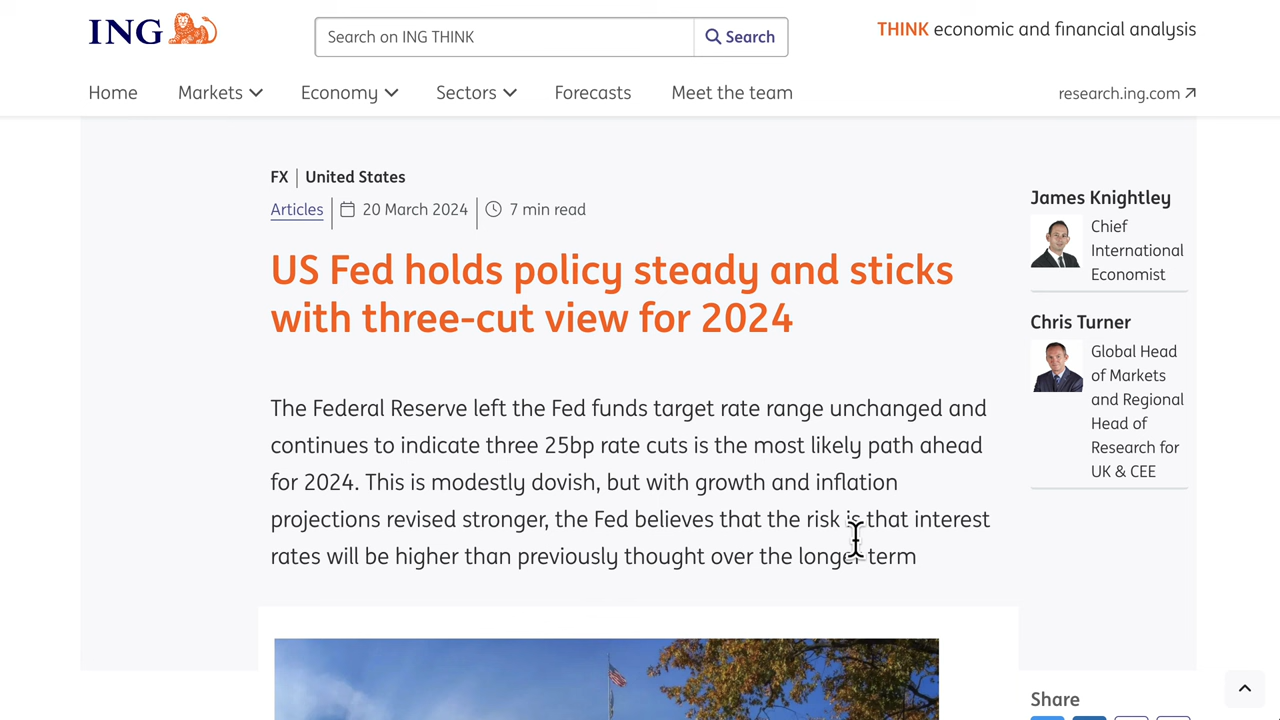 ING
Search on ING THINK
Search
THINK economic and financial analysis
Home
Markets
Economy
Sectors
Forecasts
Meet the team
research.ing.com
FX | United States
Articles
20 March 2024
7 min read
US Fed holds policy steady and sticks
with three-cut view for 2024
The Federal Reserve left the Fed funds target rate range unchanged and
continues to indicate three 25bp rate cuts is the most likely path ahead
for 2024. This is modestly dovish, but with growth and inflation
projections revised stronger, the Fed believes that the risk is that interest
rates will be higher than previously thought over the longer term
James Knightley
Chief
International
Economist
Chris Turner
Global Head
of Markets
and Regional
Head of
Research for
UK & CEE
Share